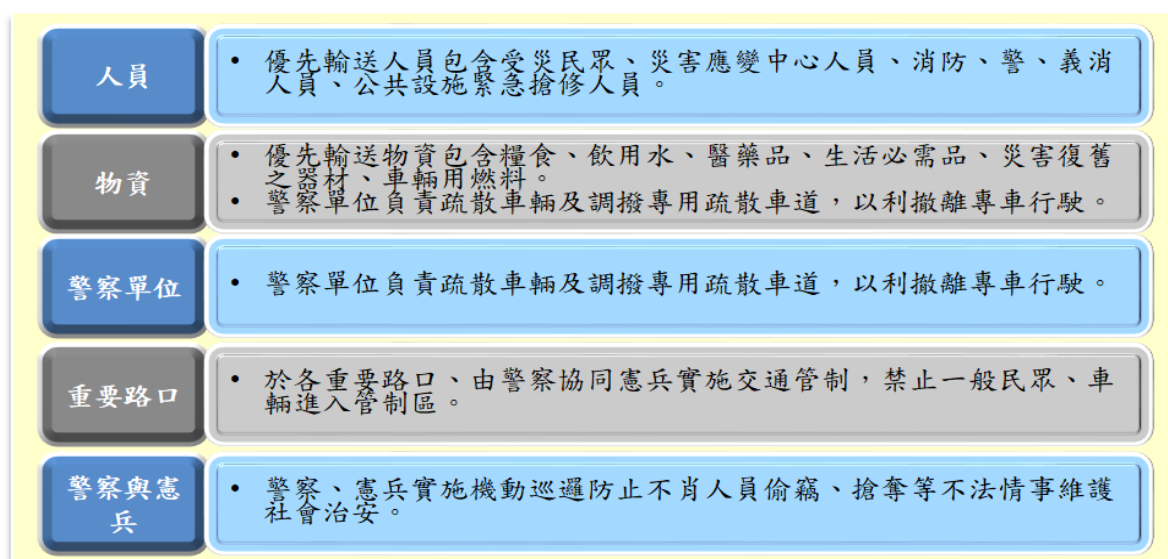 人員
• 優先輸送人員包含受災民眾、災害應變中心人員、消防、警、義消
人員、公共設施緊急搶修人員。
物資
• 優先輸送物資包含糧食、飲用水、醫藥品、生活必需品、災害復舊
之器材、車輛用燃料。
• 警察單位負責疏散車輛及調撥專用疏散車道，以利撤離專車行駛。
警察單位
• 警察單位負責疏散車輛及調撥專用疏散車道，以利撤離專車行駛。
重要路口
• 於各重要路口、由警察協同憲兵實施交通管制，禁止一般民眾、車
輛進入管制區。
警察與憲
兵
• 警察、憲兵實施機動巡邏防止不肖人員偷竊、搶奪等不法情事維護
社會治安。